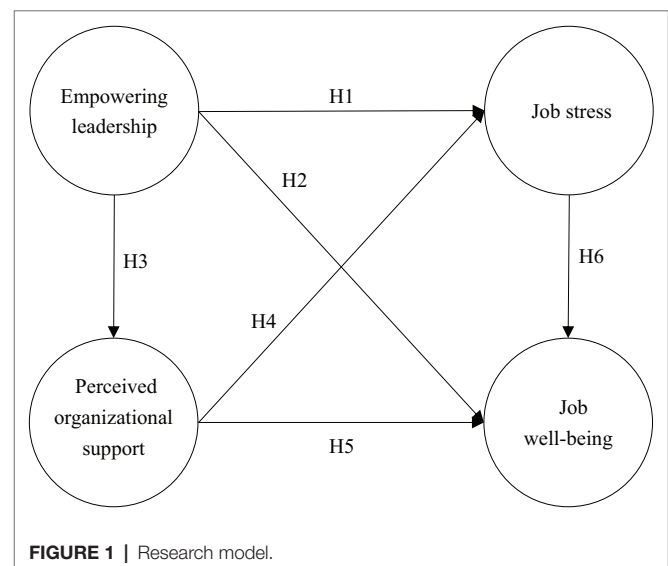 Empowering
leadership
H1
Job stress
H2
H3
H6
H4
Perceived
organizational
support
H5
Job
well-being
FIGURE 1 | Research model.